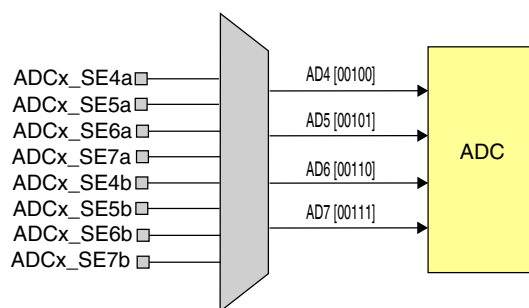 ADCx_SE4a
ADCx_SE5a
ADCx_SE6a
ADCx_SE7a
ADCx_SE4b
ADCx_SE5b
ADCx_SE6b
ADCx_SE7b
AD4 [00100]
AD5 [00101]
AD6 [00110]
AD7 [00111]
ADC